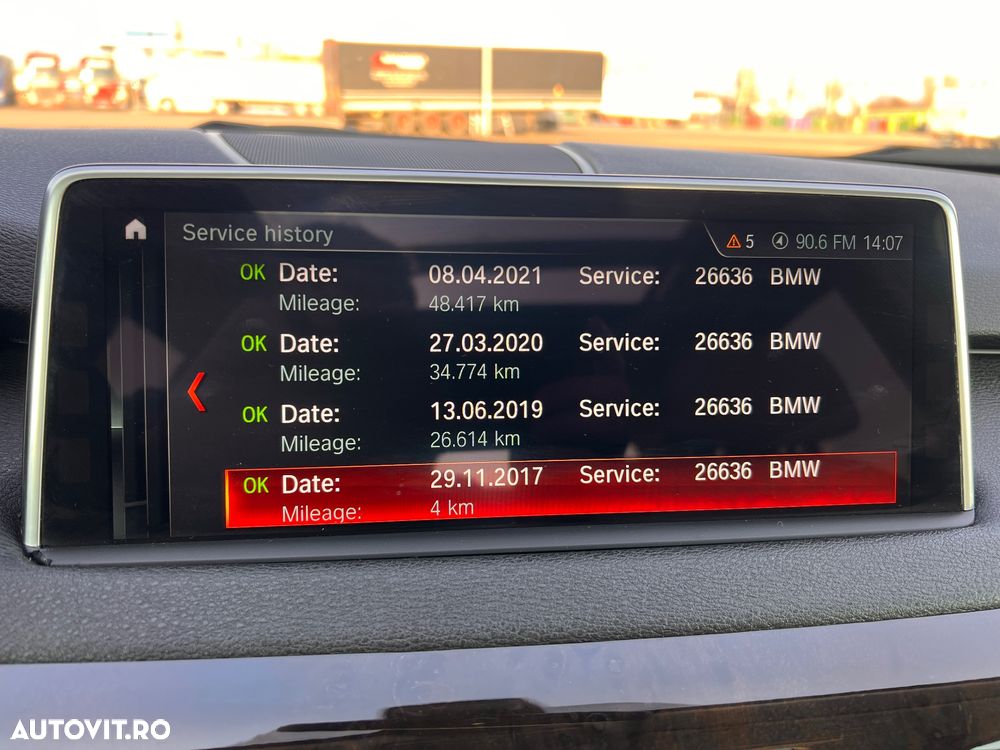 Service history
5 90.6 FM 14:07
OK Date: 08.04.2021 Service: 26636 BMW
Mileage: 48.417 km
OK Date: 27.03.2020 Service: 26636 BMW
Mileage: 34.774 km
OK Date: 13.06.2019 Service: 26636 BMW
Mileage: 26.614 km
OK Date: 29.11.2017 Service: 26636 BMW
Mileage: 4 km
AUTOVIT.RO